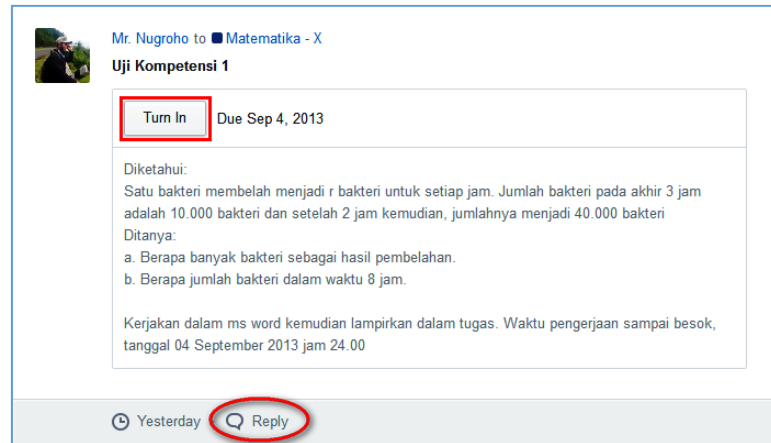 Mr. Nugroho to Matematika - X
Uji Kompetensi 1
Turn In Due Sep 4, 2013
Diketahui:
Satu bakteri membelah menjadi r bakteri untuk setiap jam. Jumlah bakteri pada akhir 3 jam
adalah 10.000 bakteri dan setelah 2 jam kemudian, jumlahnya menjadi 40.000 bakteri
Ditanya:
a. Berapa banyak bakteri sebagai hasil pembelahan.
b. Berapa jumlah bakteri dalam waktu 8 jam.
Kerjakan dalam ms word kemudian lampirkan dalam tugas. Waktu pengerjaan sampai besok,
tanggal 04 September 2013 jam 24.00
Yesterday Reply